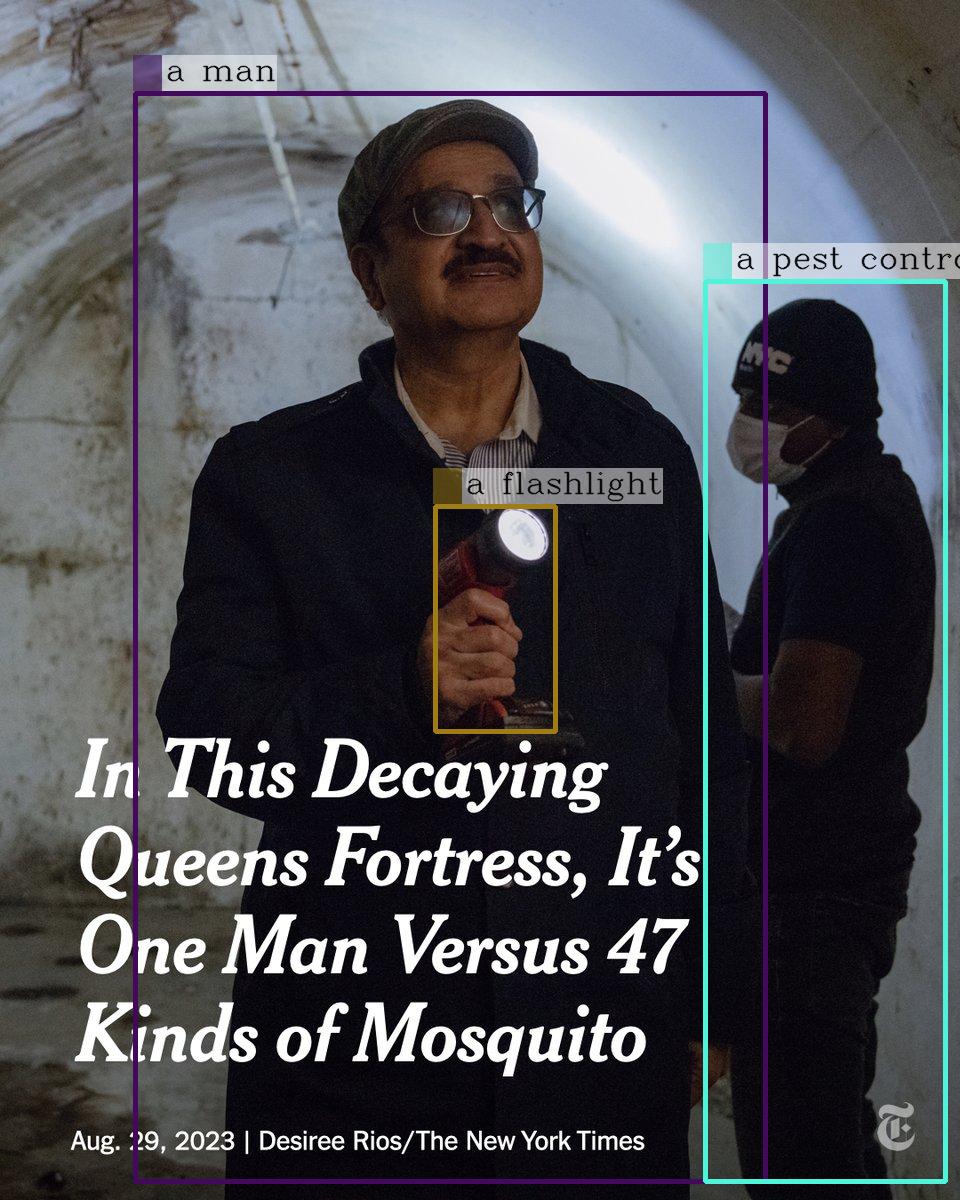 a man
a pest contro
NYC
a flashlight
In This Decaying
Queens Fortress, It's
One Man Versus 47
Kinds of Mosquito
Aug. 29, 2023 | Desiree Rios/The New York Times